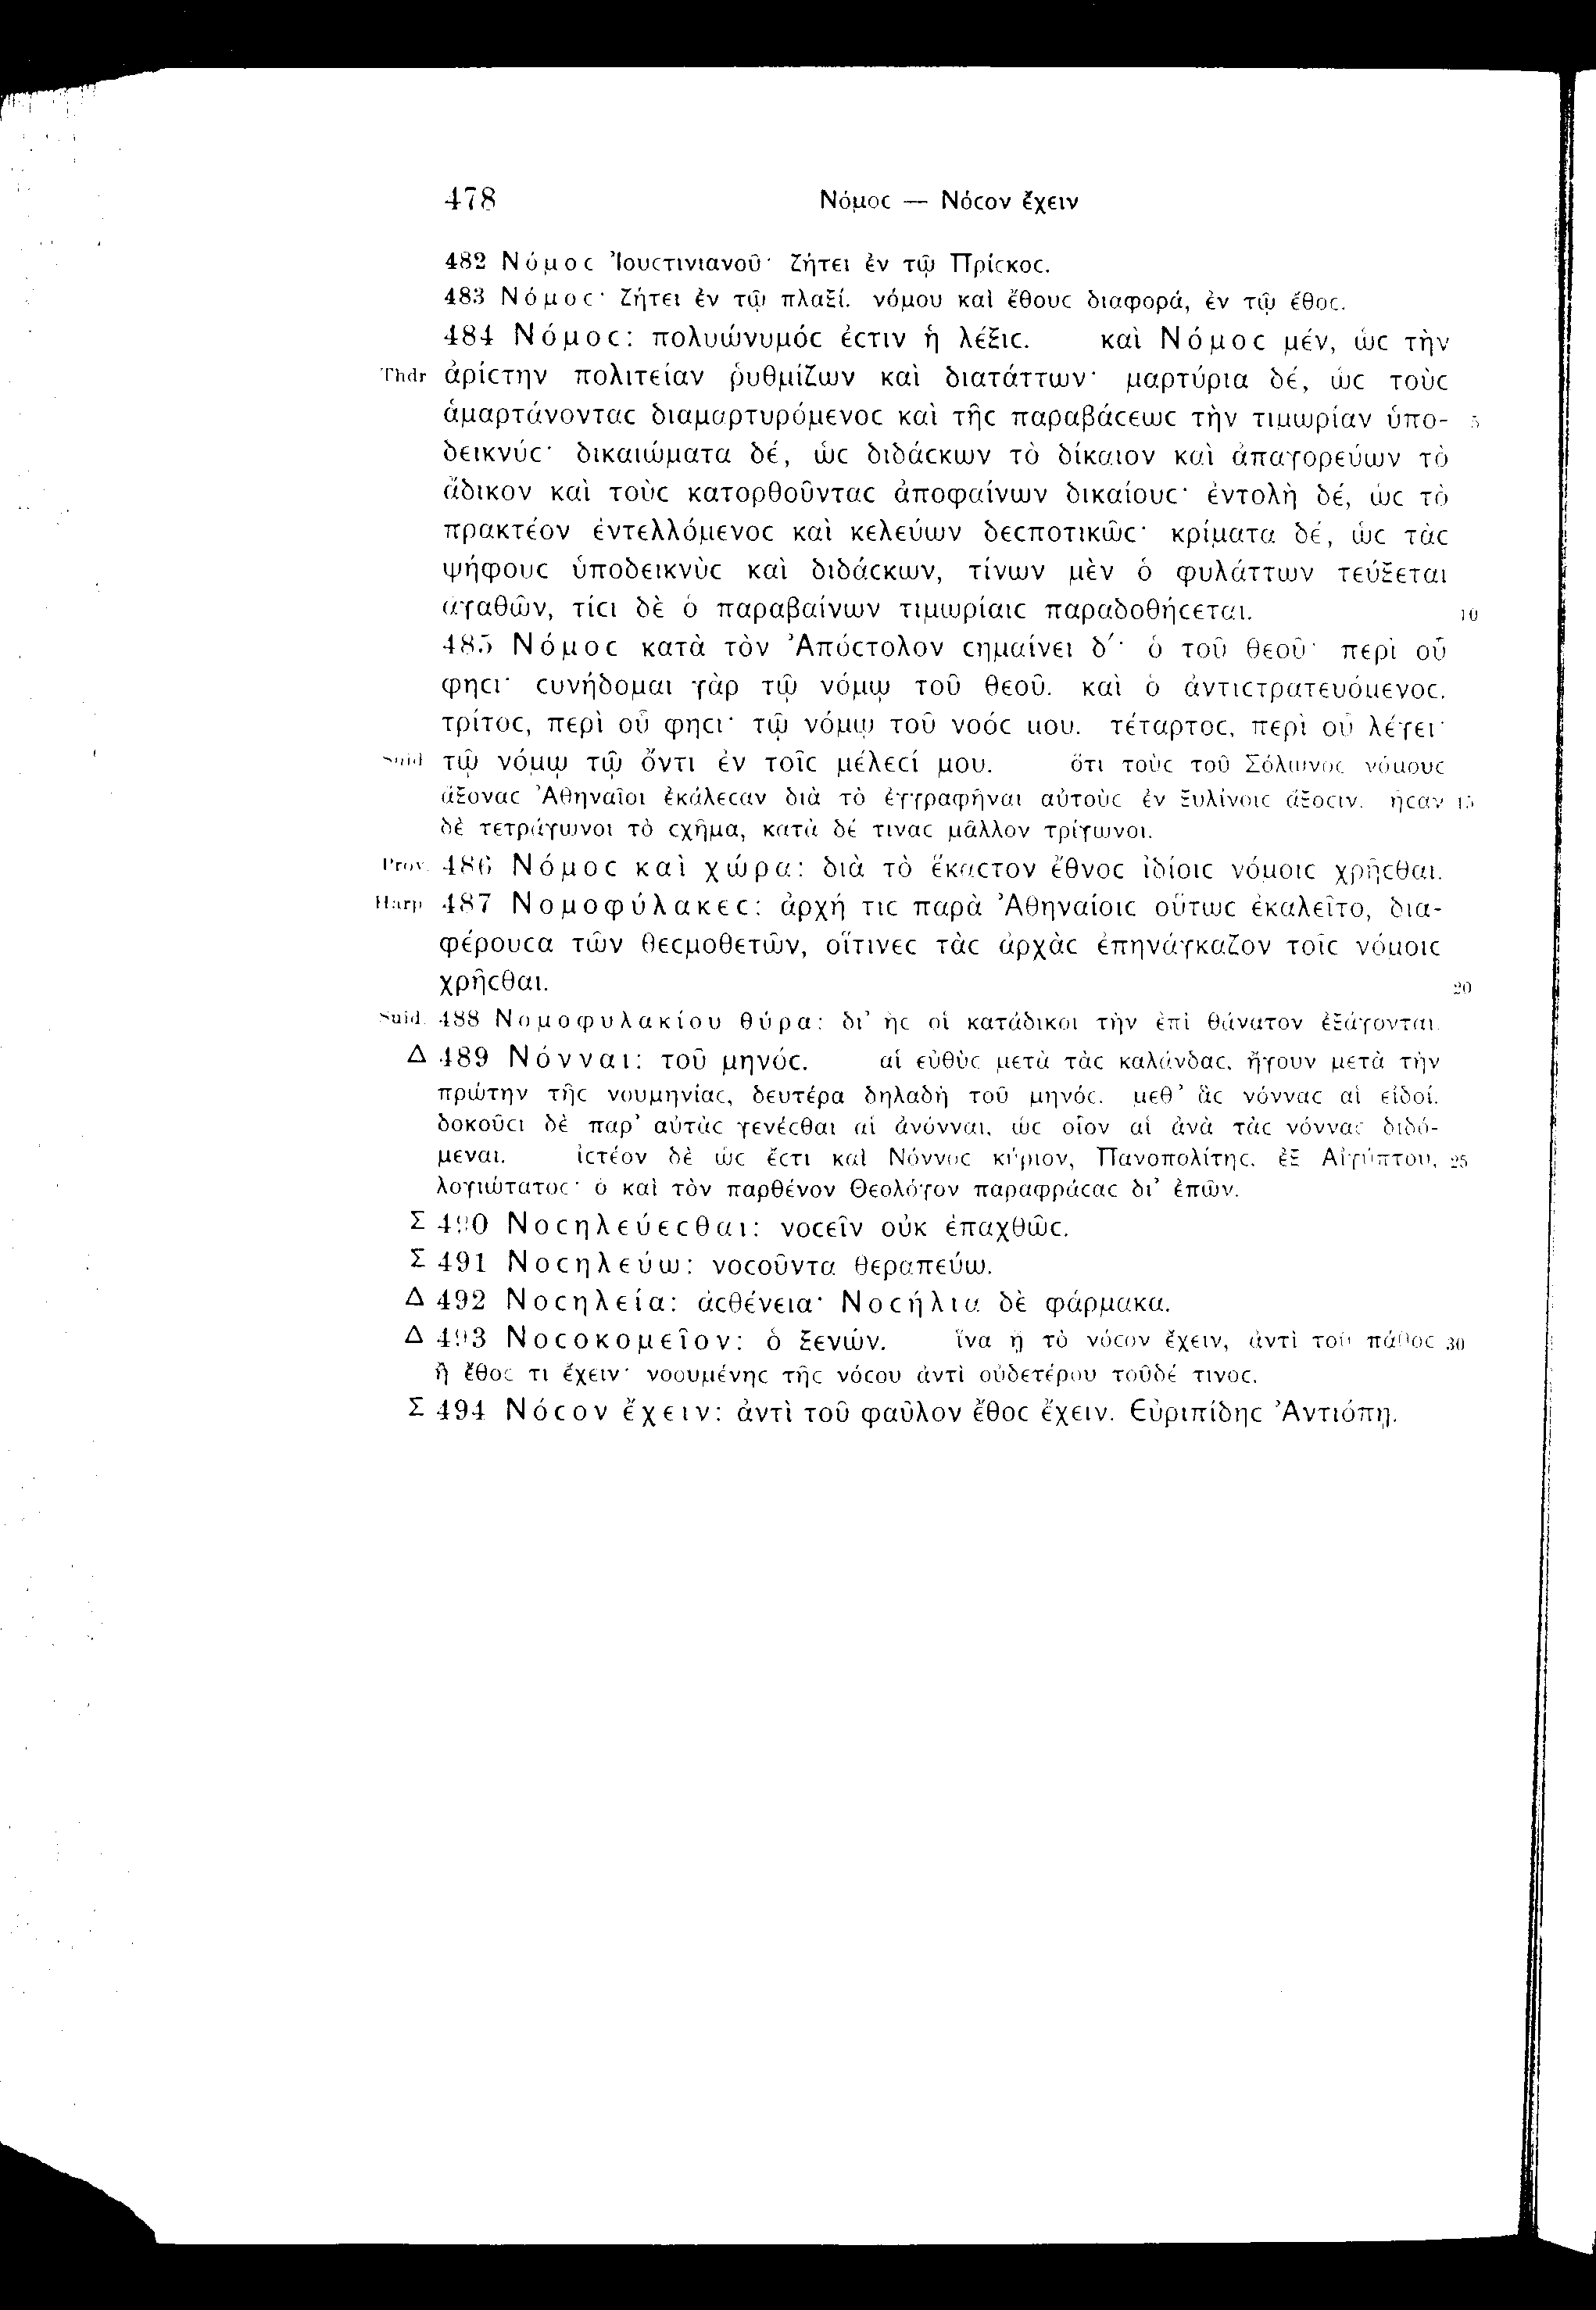 478 Νόμοϲ — Νόϲον ἔχειν
482 Νόμοϲ Ἰουϲτινιανοῦ· ζήτει ἐν τῷ Πρίϲκοϲ.
483 Νόμοϲ· ζήτει ἐν τῷ πλαξί. νόμου καὶ ἔθουϲ διαφορά, ἐν τῷ ἔθοϲ.
484 Νόμοϲ: πολυώνυμόϲ ἐϲτιν ἡ λέξιϲ. καὶ Νόμοϲ μέν, ὡϲ τὴν
Thdr ἀρίϲτην πολιτείαν ῥυθμίζων καὶ διατάττων· μαρτύρια δέ, ὡϲ τοὺϲ
ἁμαρτάνονταϲ διαμαρτυρόμενοϲ καὶ τῆϲ παραβάϲεωϲ τὴν τιμωρίαν ὑπο- 5
δεικνύϲ· δικαιώματα δέ, ὡϲ διδάϲκων τὸ δίκαιον καὶ ἀπαγορεύων τὸ
ἄδικον καὶ τοὺϲ κατορθοῦνταϲ ἀποφαίνων δικαίουϲ· ἐντολὴ δέ, ὡϲ τὸ
πρακτέον ἐντελλόμενοϲ καὶ κελεύων δεϲποτικῶϲ· κρίματα δέ, ὡϲ τὰϲ
ψήφουϲ ὑποδεικνὺϲ καὶ διδάϲκων, τίνων μὲν ὁ φυλάττων τεύξεται
ἀγαθῶν, τίϲι δὲ ὁ παραβαίνων τιμωρίαιϲ παραδοθήϲεται. 10
485 Νόμοϲ κατὰ τὸν Ἀπόϲτολον ϲημαίνει δ΄· ὁ τοῦ θεοῦ· περὶ οὗ
φηϲι· ϲυνήδομαι γὰρ τῷ νόμῳ τοῦ θεοῦ. καὶ ὁ ἀντιϲτρατευόμενοϲ.
τρίτοϲ, περὶ οὗ φηϲι· τῷ νόμῳ τοῦ νοόϲ μου. τέταρτοϲ, περὶ οὗ λέγει·
Suid τῷ νόμῳ τῷ ὄντι ἐν τοῖϲ μέλεϲί μου. ὅτι τοὺϲ τοῦ Σόλωνοϲ νόμουϲ
ἄξοναϲ Ἀθηναῖοι ἐκάλεϲαν διὰ τὸ ἐγγραφῆναι αὐτοὺϲ ἐν ξυλίνοιϲ ἄξοϲιν. ἦϲαν 15
δὲ τετράγωνοι τὸ ϲχῆμα, κατὰ δέ τιναϲ μᾶλλον τρίγωνοι.
Prov. 486 Νόμοϲ καὶ χώρα: διὰ τὸ ἕκαϲτον ἔθνοϲ ἰδίοιϲ νόμοιϲ χρῆϲθαι.
Harp 487 Νομοφύλακεϲ: ἀρχή τιϲ παρὰ Ἀθηναίοιϲ οὕτωϲ ἐκαλεῖτο, δια-
φέρουϲα τῶν θεϲμοθετῶν, οἵτινεϲ τὰϲ ἀρχὰϲ ἐπηνάγκαζον τοῖϲ νόμοιϲ
χρῆϲθαι. 20
Suid. 488 Νομοφυλακίου θύρα: δι’ ἧϲ οἱ κατάδικοι τὴν ἐπὶ θάνατον ἐξάγονται.
Δ 489 Νόνναι: τοῦ μηνόϲ. αἱ εὐθὺϲ μετὰ τὰϲ καλάνδαϲ, ἤγουν μετὰ τὴν
πρώτην τῆϲ νουμηνίαϲ, δευτέρα δηλαδὴ τοῦ μηνόϲ. μεθ’ ἃϲ νόνναϲ αἱ εἰδοί.
δοκοῦϲι δὲ παρ’ αὐτὰϲ γενέϲθαι αἱ ἀνόνναι, ὡϲ οἷον αἱ ἀνὰ τὰϲ νόνναϲ διδό-
μεναι. ἰϲτέον δὲ ὡϲ ἔϲτι καὶ Νόννοϲ κύριον, Πανοπολίτηϲ, ἐξ Αἰγύπτου, 25
λογιώτατοϲ· ὁ καὶ τὸν παρθένον Θεολόγον παραφράϲαϲ δι’ ἐπῶν.
Σ 490 Νοϲηλεύεϲθαι: νοϲεῖν οὐκ ἐπαχθῶϲ.
Σ 491 Νοϲηλεύω: νοϲοῦντα θεραπεύω.
Δ 492 Νοϲηλεία: ἀϲθένεια· Νοϲήλια δὲ φάρμακα.
Δ 493 Νοϲοκομεῖον: ὁ ξενών. ἵνα ᾖ τὸ νόϲον ἔχειν, ἀντὶ τοῦ πάθοϲ 30
ἢ ἔθοϲ τι ἔχειν· νοουμένηϲ τῆϲ νόϲου ἀντὶ οὐδετέρου τοῦδέ τινοϲ.
Σ 494 Νόϲον ἔχειν: ἀντὶ τοῦ φαῦλον ἔθοϲ ἔχειν. Εὐριπίδηϲ Ἀντιόπῃ.